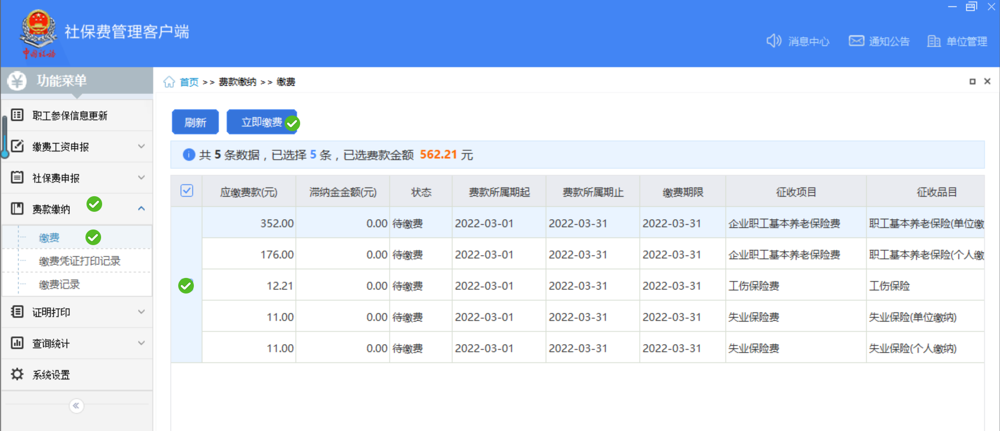 社保费管理客户端
中国税务
消息中心 通知公告 单位管理
功能菜单
首页 >> 费款缴纳 >> 缴费
职工参保信息更新
缴费工资申报
社保费申报
费款缴纳
缴费
缴费凭证打印记录
缴费记录
证明打印
查询统计
系统设置
刷新 立即缴费
共 5 条数据，已选择 5 条，已选费款金额 562.21 元
应缴费款(元) 滞纳金金额(元) 状态 费款所属期起 费款所属期止 缴费期限 征收项目 征收品目
352.00 0.00 待缴费 2022-03-01 2022-03-31 2022-03-31 企业职工基本养老保险费 职工基本养老保险(单位缴
176.00 0.00 待缴费 2022-03-01 2022-03-31 2022-03-31 企业职工基本养老保险费 职工基本养老保险(个人缴
12.21 0.00 待缴费 2022-03-01 2022-03-31 2022-03-31 工伤保险费 工伤保险
11.00 0.00 待缴费 2022-03-01 2022-03-31 2022-03-31 失业保险费 失业保险(单位缴纳)
11.00 0.00 待缴费 2022-03-01 2022-03-31 2022-03-31 失业保险费 失业保险(个人缴纳)